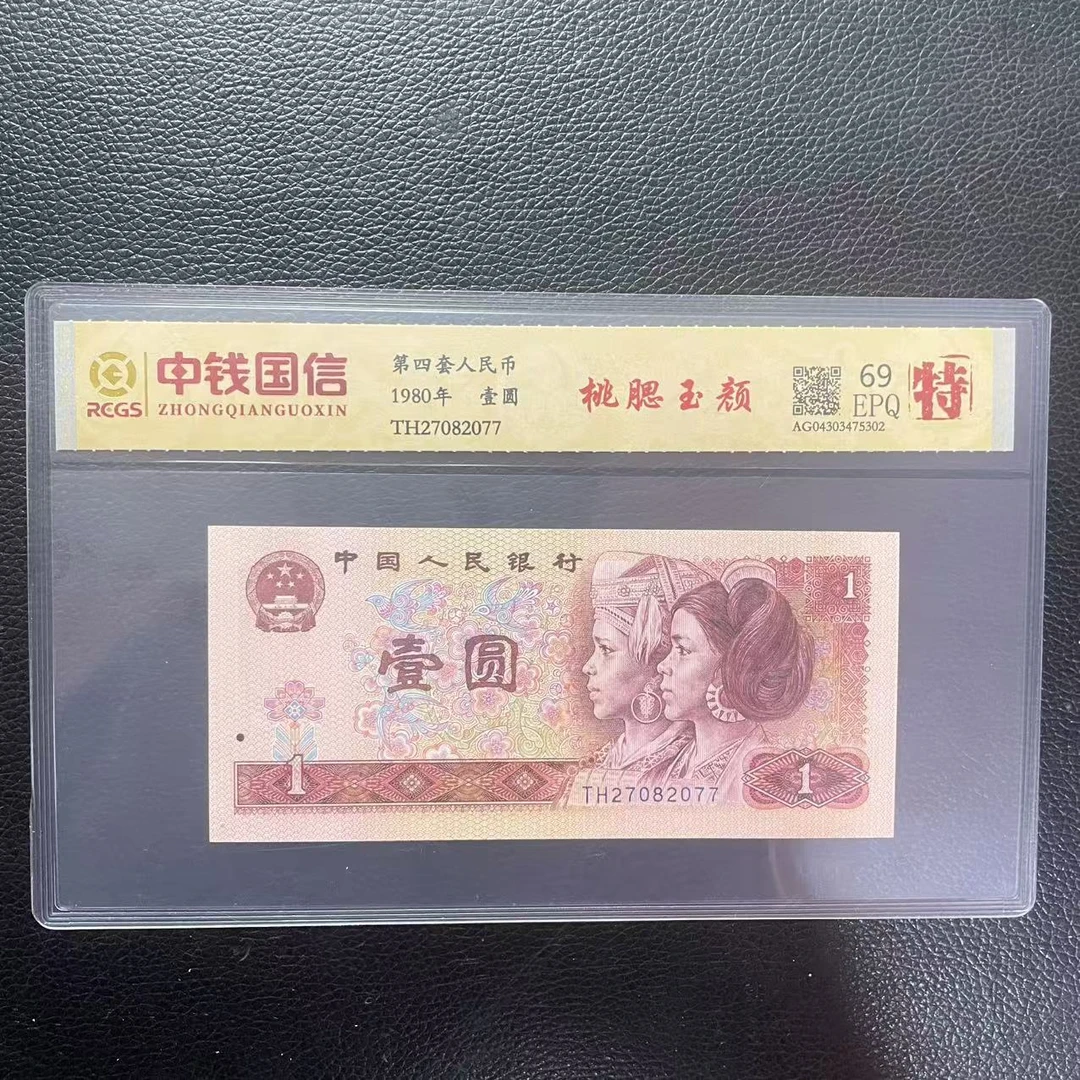 RCGS
中钱国信
ZHONGQIANGUOXIN
第四套人民币
1980年 壹圆
TH27082077
桃腮玉颜
AG04303475302
69
EPQ
特
中国人民银行
1
壹圆
1
TH27082077
1